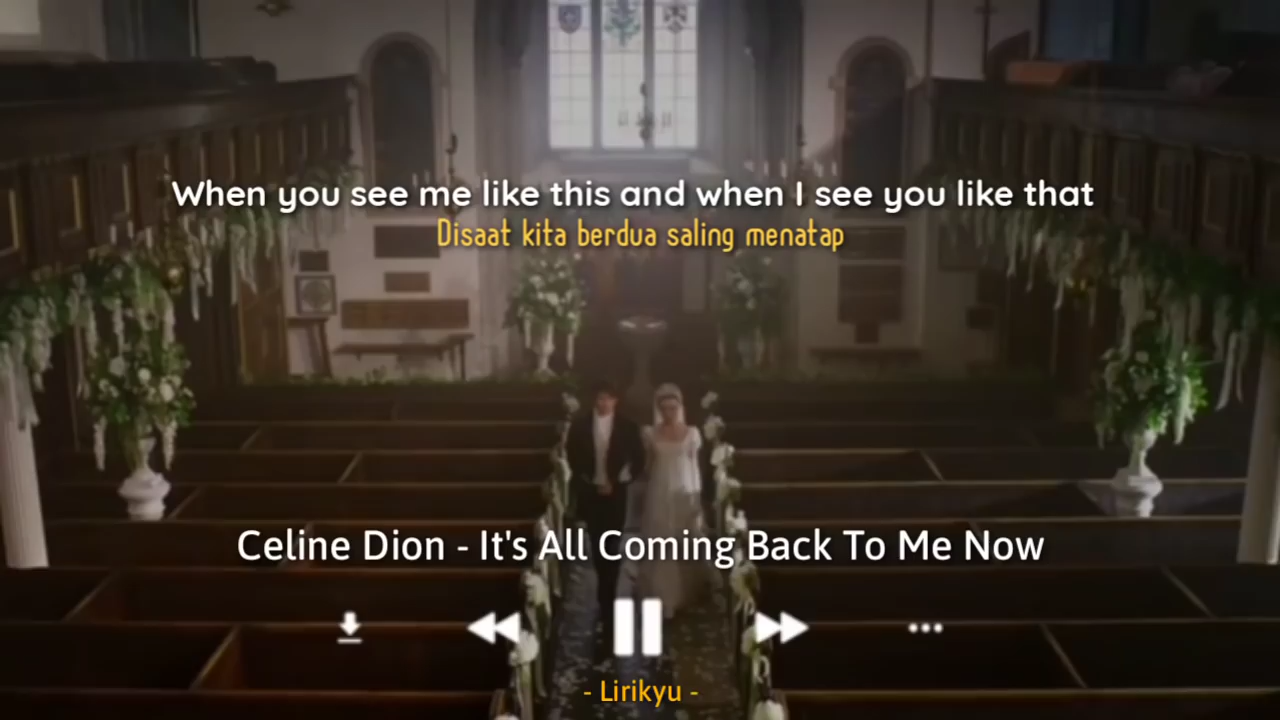 When you see me like this and when I see you like that
Disaat kita berdua saling menatap
Celine Dion - It's All Coming Back To Me Now
- Lirikyu -